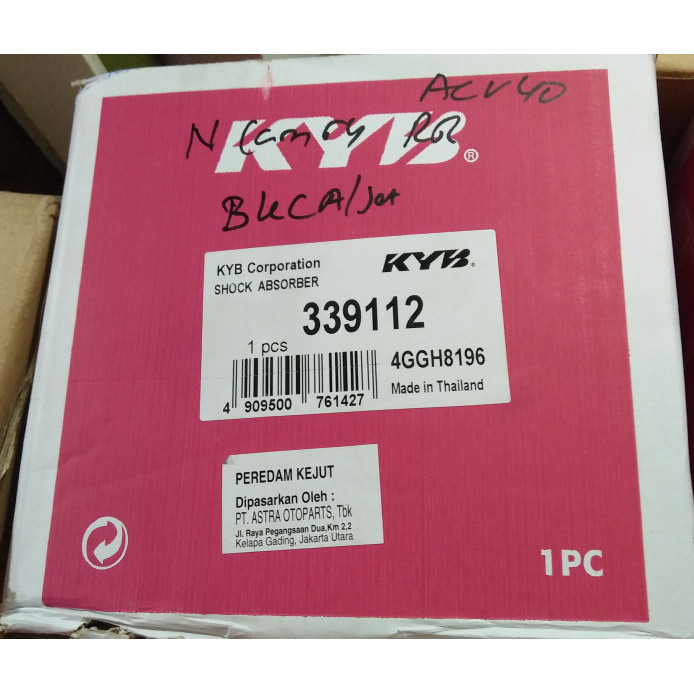 ACV40
N Camry RR
KYB®
KYB Corporation KYB®
SHOCK ABSORBER
339112
1 pcs
4GGH8196
4 909500 761427
Made in Thailand
PEREDAM KEJUT
Dipasarkan Oleh :
PT. ASTRA OTOPARTS, Tbk
Jl. Raya Pegangsaan Dua,Km 2,2
Kelapa Gading, Jakarta Utara
1PC